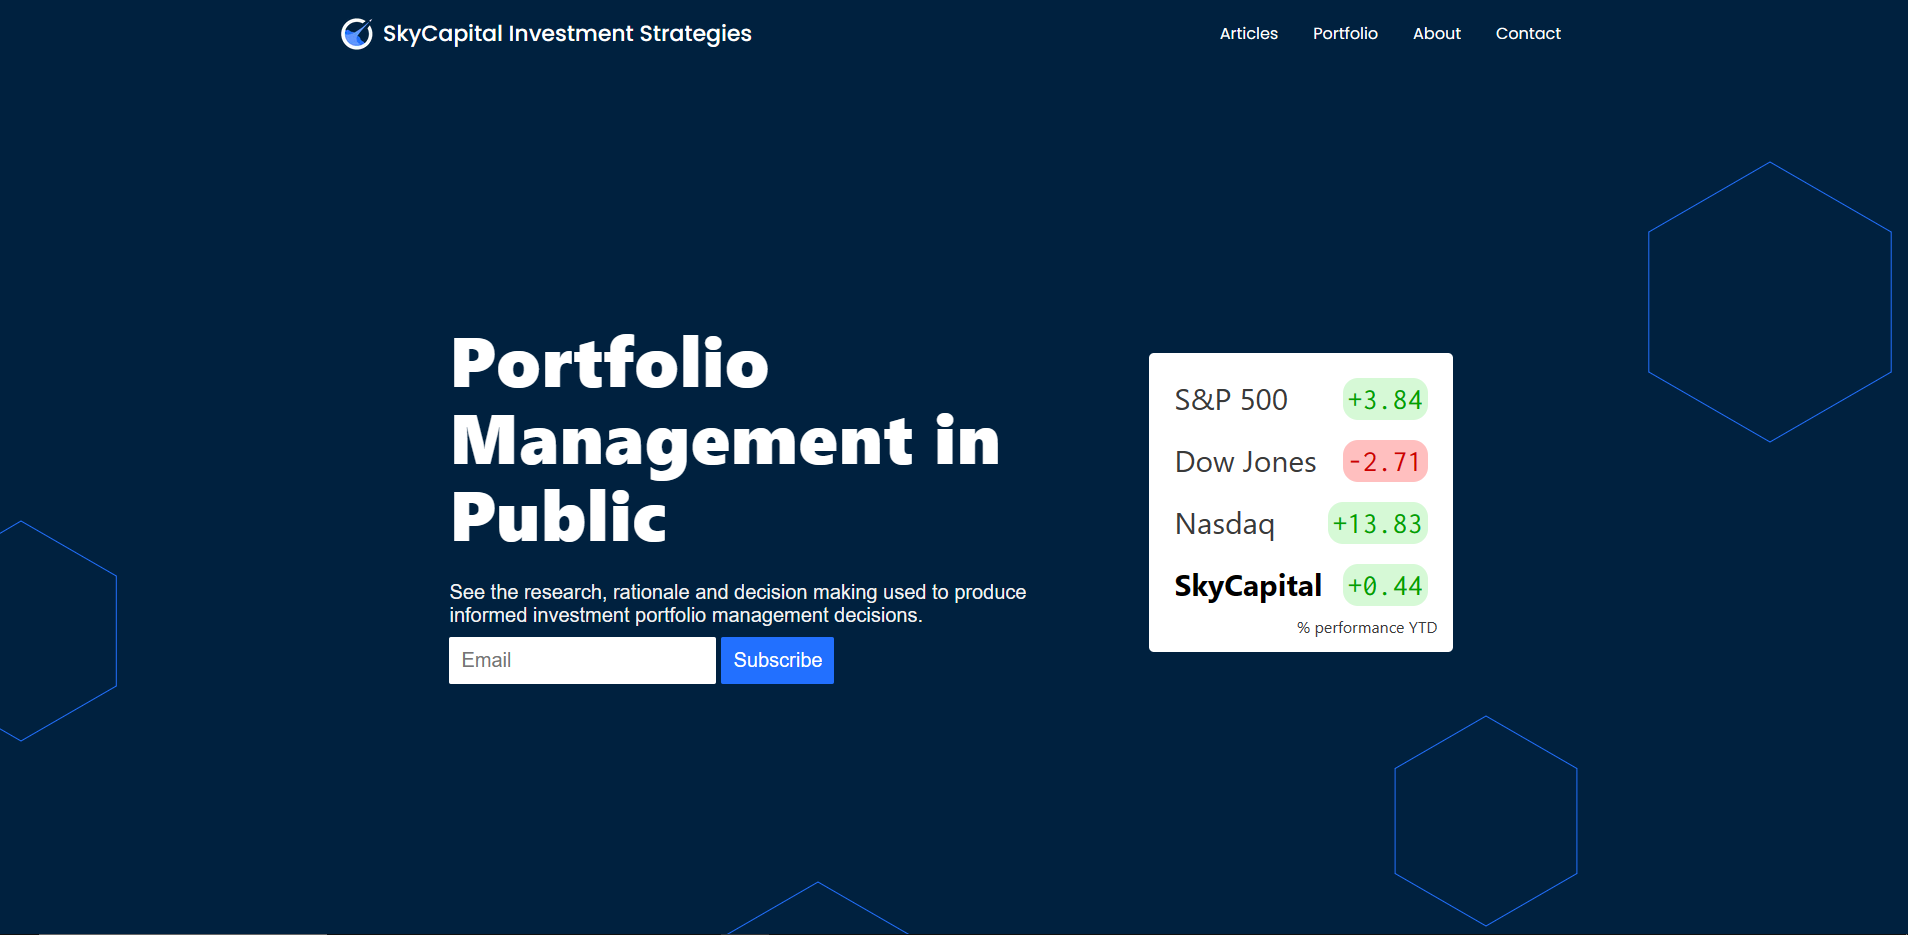 SkyCapital Investment Strategies
Articles Portfolio About Contact
Portfolio
Management in
Public
See the research, rationale and decision making used to produce
informed investment portfolio management decisions.
Email Subscribe
S&P 500 +3.84
Dow Jones -2.71
Nasdaq +13.83
SkyCapital +0.44
% performance YTD